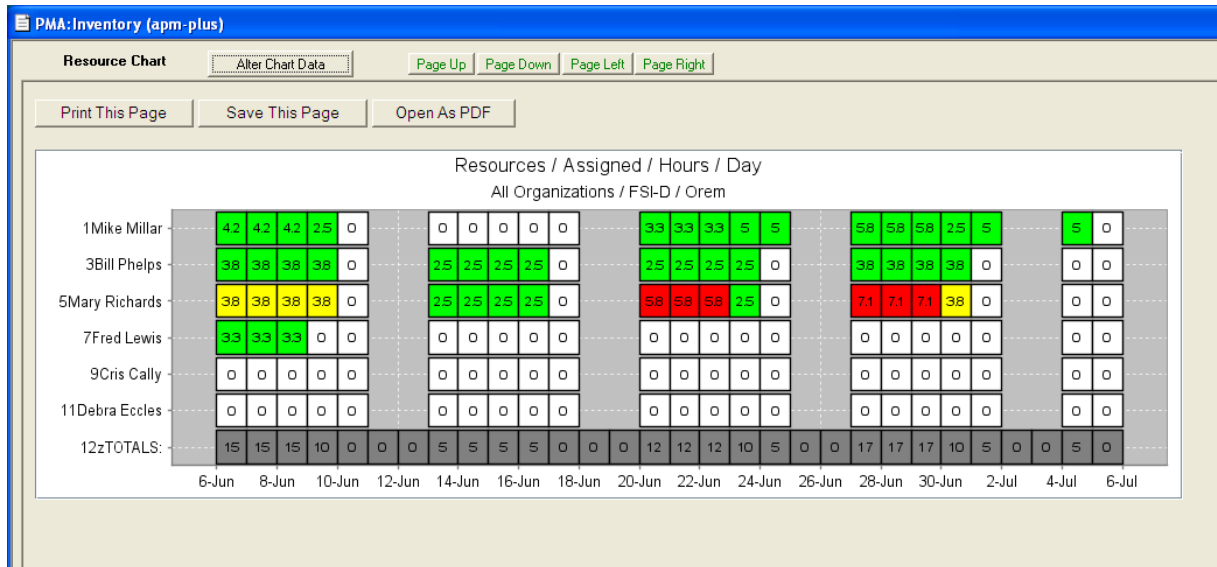 PMA:Inventory (apm-plus)
Resource Chart Alter Chart Data Page Up Page Down Page Left Page Right
Print This Page Save This Page Open As PDF
Resources / Assigned / Hours / Day
All Organizations / FSI-D / Orem
1Mike Millar 4.2 4.2 4.2 2.5 0 0 0 0 0 0 3.3 3.3 3.3 5 5 5.8 5.8 5.8 2.5 5 5 0
3Bill Phelps 3.8 3.8 3.8 3.8 0 2.5 2.5 2.5 2.5 0 2.5 2.5 2.5 2.5 0 3.8 3.8 3.8 3.8 0 0 0
5Mary Richards 3.8 3.8 3.8 3.8 0 2.5 2.5 2.5 2.5 0 5.8 5.8 5.8 2.5 0 7.1 7.1 7.1 3.8 0 0 0
7Fred Lewis 3.3 3.3 3.3 0 0 0 0 0 0 0 0 0 0 0 0 0 0 0 0 0 0 0
9Cris Cally 0 0 0 0 0 0 0 0 0 0 0 0 0 0 0 0 0 0 0 0 0 0
11Debra Eccles 0 0 0 0 0 0 0 0 0 0 0 0 0 0 0 0 0 0 0 0 0 0
12zTOTALS: 15 15 15 10 0 0 0 5 5 5 5 0 0 0 12 12 12 10 5 0 0 17 17 17 10 5 0 0 5 0
6-Jun 8-Jun 10-Jun 12-Jun 14-Jun 16-Jun 18-Jun 20-Jun 22-Jun 24-Jun 26-Jun 28-Jun 30-Jun 2-Jul 4-Jul 6-Jul